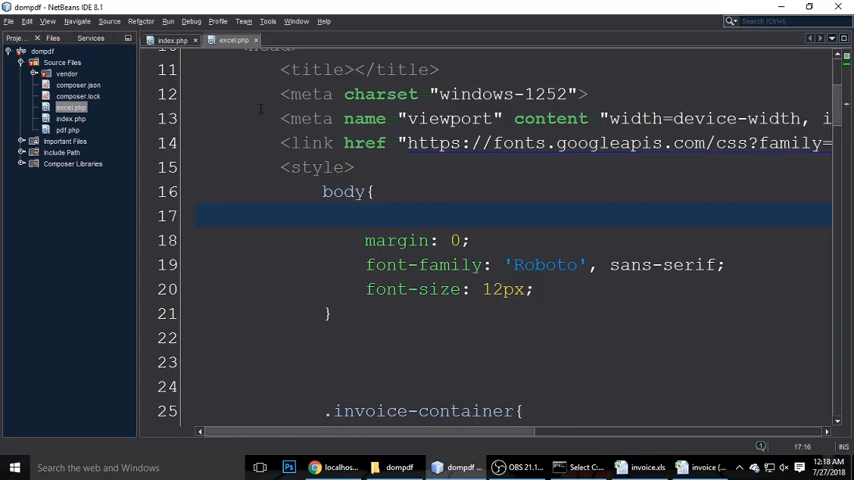 dompdf - NetBeans IDE 8.1
File Edit View Navigate Source Refactor Run Debug Profile Team Tools Window Help
Search (Ctrl+I)
Proje... Files Services
index.php excel.php
dompdf
Source Files
vendor
composer.json
composer.lock
excel.php
index.php
pdf.php
Important Files
Include Path
Composer Libraries
11 <title></title>
12 <meta charset="windows-1252">
13 <meta name "viewport" content "width=device-width, i
14 <link href "https://fonts.googleapis.com/css?family=
15 <style>
16 body{
17
18 margin: 0;
19 font-family: 'Roboto', sans-serif;
20 font-size: 12px;
21 }
22
23
24
25 .invoice-container{
17:16 INS
Search the web and Windows
localhos... dompdf dompdf ... OBS 21.1... Select C:... invoice.xls invoice (...
12:18 AM
7/27/2018